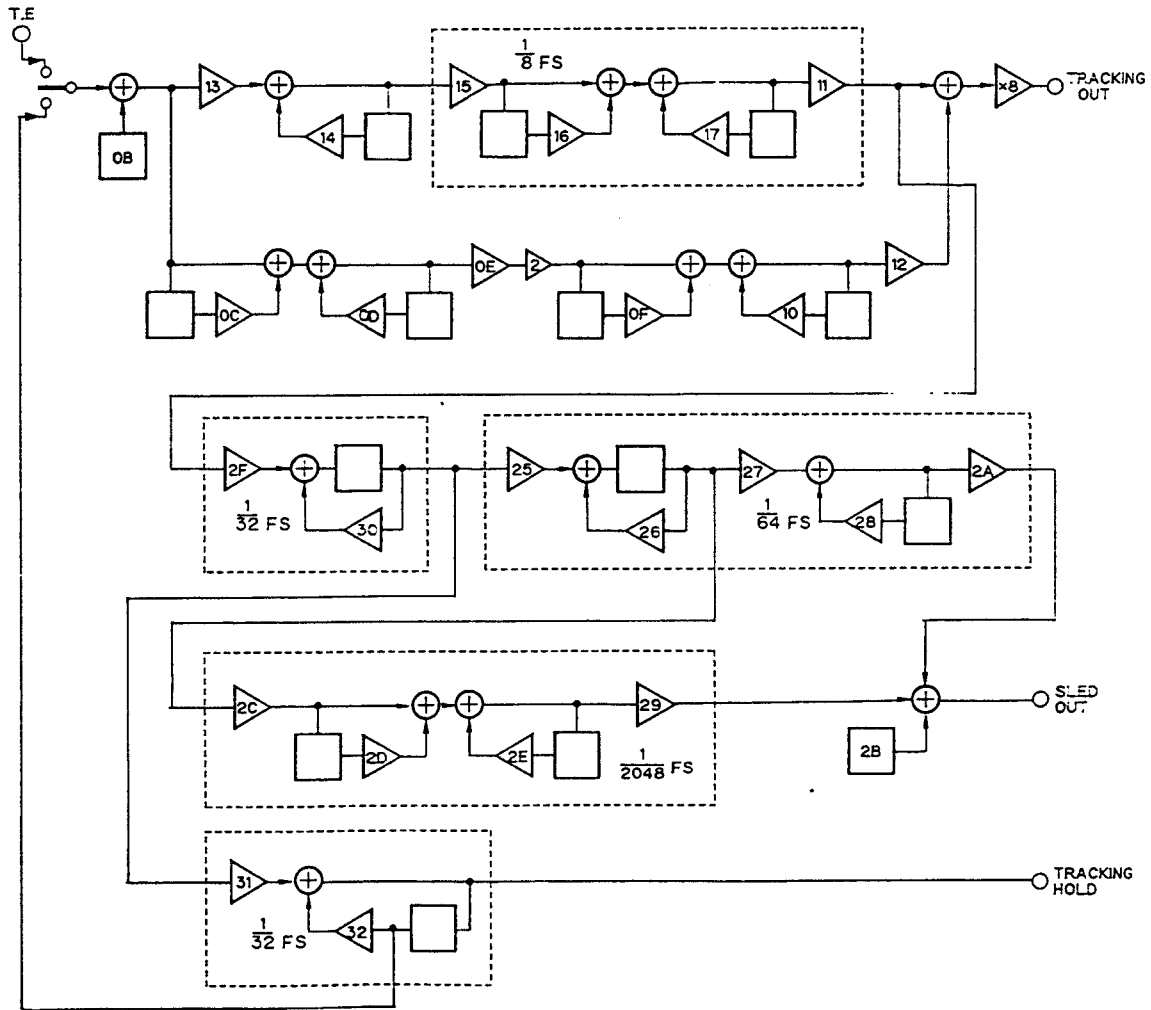 T.E
1/8 FS
13
15
11
×8
TRACKING
OUT
0B
14
16
17
0E
2
12
0C
0D
0F
10
2F
25
27
2A
1/32 FS
30
26
1/64 FS
28
2C
29
SLED
OUT
2D
2E
1/2048 FS
2B
31
TRACKING
HOLD
1/32 FS
32